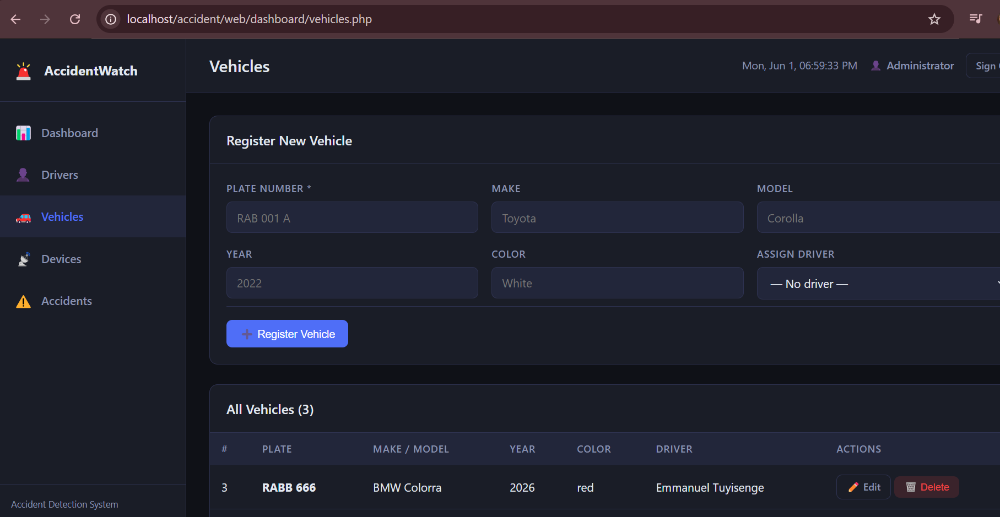 localhost/accident/web/dashboard/vehicles.php
AccidentWatch
Vehicles
Mon, Jun 1, 06:59:33 PM
Administrator
Sign
Dashboard
Drivers
Vehicles
Devices
Accidents
Accident Detection System
Register New Vehicle
PLATE NUMBER *
MAKE
MODEL
RAB 001 A
Toyota
Corolla
YEAR
COLOR
ASSIGN DRIVER
2022
White
— No driver —
Register Vehicle
All Vehicles (3)
# PLATE MAKE / MODEL YEAR COLOR DRIVER ACTIONS
3 RABB 666 BMW Colorra 2026 red Emmanuel Tuyisenge Edit Delete